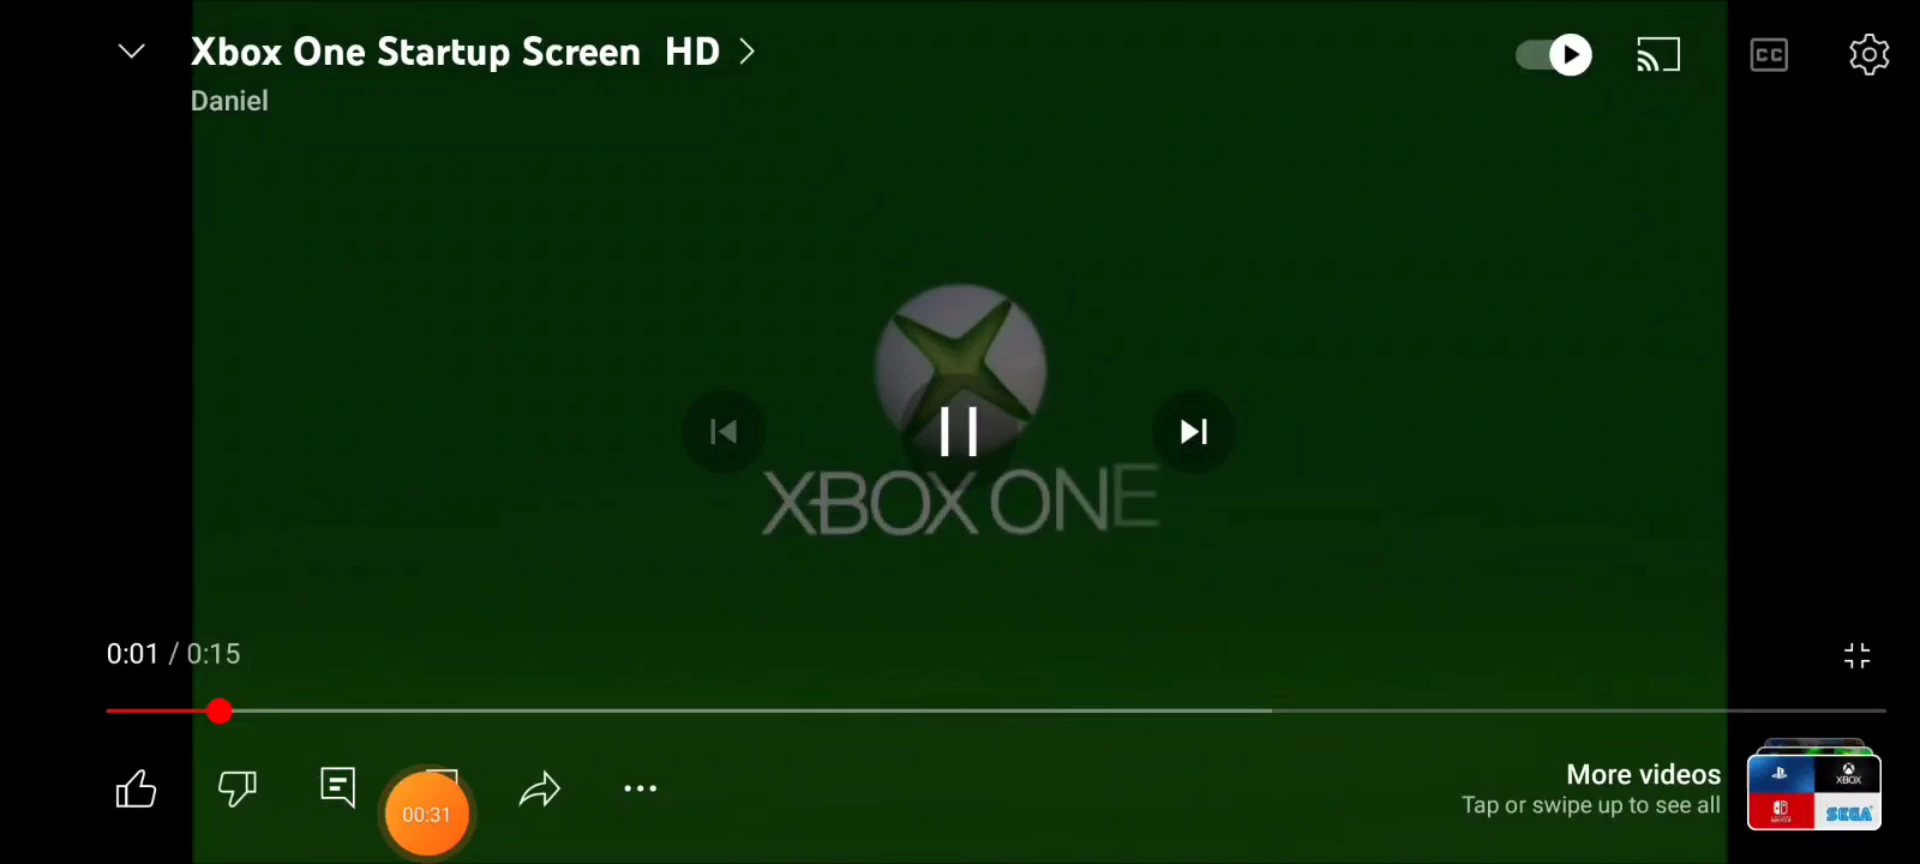 Xbox One Startup Screen HD
Daniel
CC
XBOX ONE
0:01 / 0:15
00:31
More videos
Tap or swipe up to see all
XBOX
SEGA